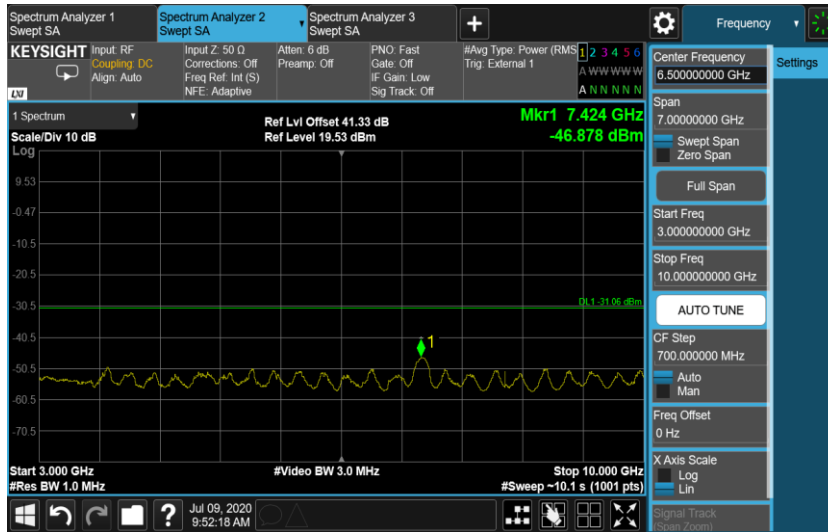 Spectrum Analyzer 1
Swept SA
Spectrum Analyzer 2
Swept SA
Spectrum Analyzer 3
Swept SA
Frequency
KEYSIGHT
LXI
Input: RF
Coupling: DC
Align: Auto
Input Z: 50 Ω
Corrections: Off
Freq Ref: Int (S)
NFE: Adaptive
Atten: 6 dB
Preamp: Off
PNO: Fast
Gate: Off
IF Gain: Low
Sig Track: Off
#Avg Type: Power (RMS
Trig: External 1
1 2 3 4 5 6
A W W W W W
A N N N N N
1 Spectrum
Scale/Div 10 dB
Log
Ref Lvl Offset 41.33 dB
Ref Level 19.53 dBm
Mkr1 7.424 GHz
-46.878 dBm
9.53
-0.47
-10.5
-20.5
-30.5
DL1 -31.06 dBm
-40.5
1
-50.5
-60.5
-70.5
Start 3.000 GHz
#Video BW 3.0 MHz
Stop 10.000 GHz
#Res BW 1.0 MHz
#Sweep ~10.1 s (1001 pts)
Jul 09, 2020
9:52:18 AM
Center Frequency
6.500000000 GHz
Settings
Span
7.00000000 GHz
Swept Span
Zero Span
Full Span
Start Freq
3.000000000 GHz
Stop Freq
10.000000000 GHz
AUTO TUNE
CF Step
700.000000 MHz
Auto
Man
Freq Offset
0 Hz
X Axis Scale
Log
Lin
Signal Track
(Span Zoom)